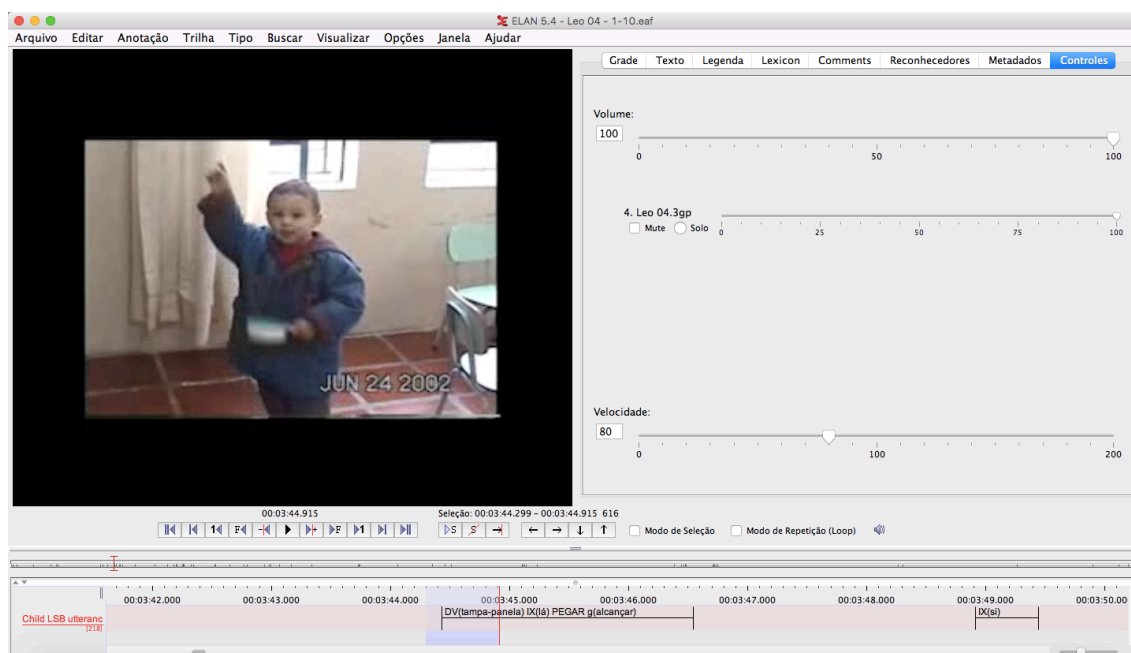 ELAN 5.4 - Leo 04 - 1-10.eaf
Arquivo Editar Anotação Trilha Tipo Buscar Visualizar Opções Janela Ajudar
Grade Texto Legenda Lexicon Comments Reconhecedores Metadados Controles
Volume:
100
0 50 100
4. Leo 04.3gp
Mute Solo
0 25 50 75 100
JUN 24 2002
Velocidade:
80
0 100 200
00:03:44.915 Seleção: 00:03:44.299 - 00:03:44.915 616
1 F F 1 S S Modo de Seleção Modo de Repetição (Loop)
00:03:42.000 00:03:43.000 00:03:44.000 00:03:45.000 00:03:46.000 00:03:47.000 00:03:48.000 00:03:49.000 00:03:50.00
Child LSB utteranc DV(tampa-panela) IX(lá) PEGAR g(alcançar) IX(si)
[218]